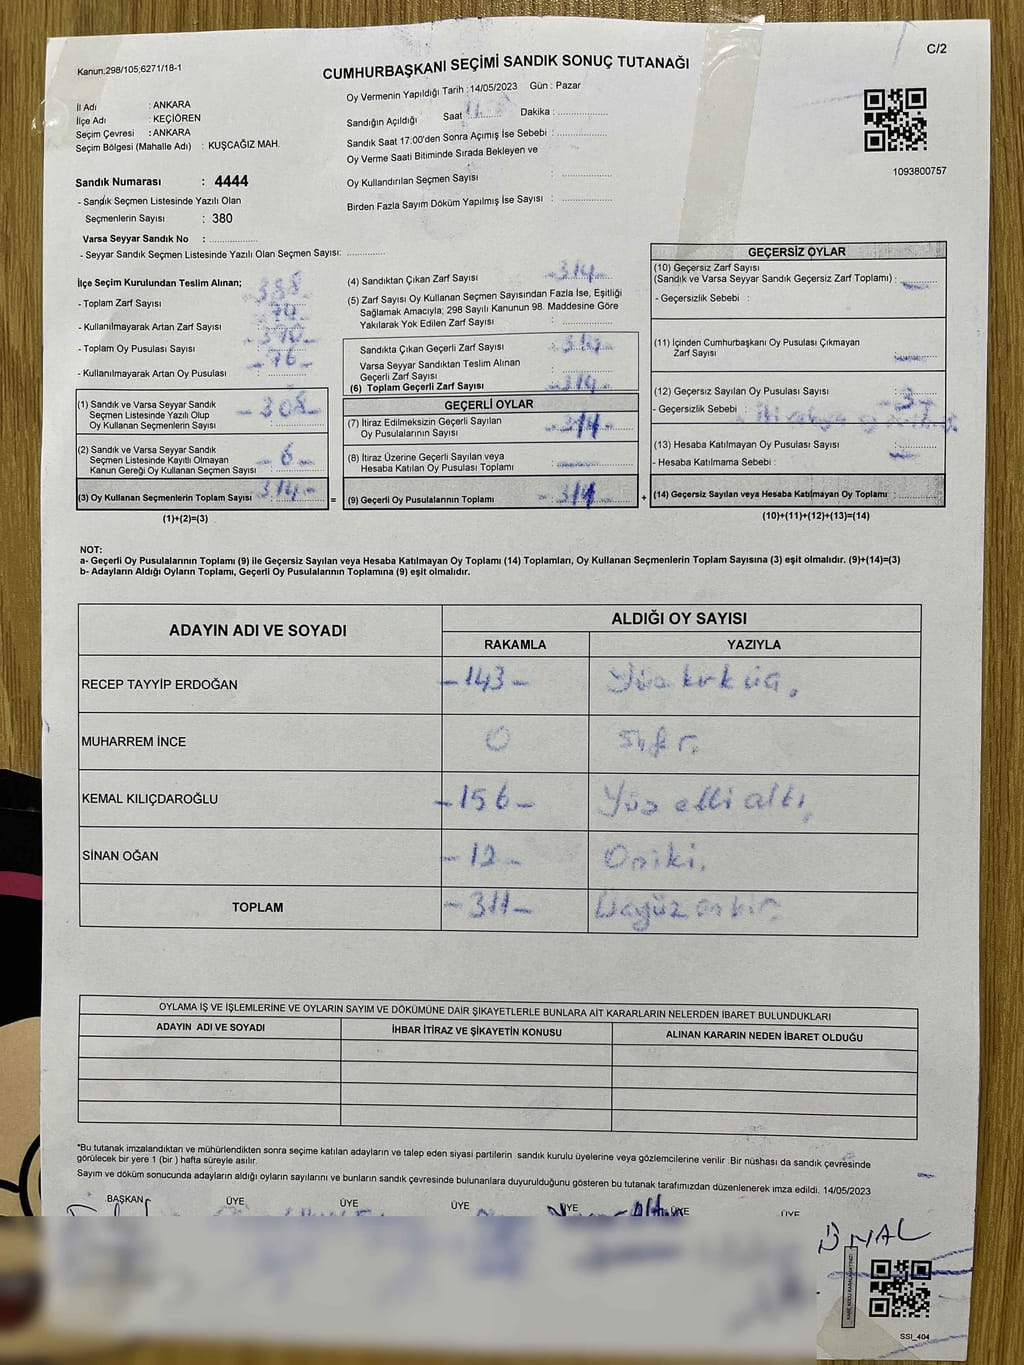 C/2
Kanun;298/105;6271/18-1
CUMHURBAŞKANI SEÇİMİ SANDIK SONUÇ TUTANAĞI
İl Adı : ANKARA
İlçe Adı : KEÇİÖREN
Seçim Çevresi : ANKARA
Seçim Bölgesi (Mahalle Adı) : KUŞCAĞIZ MAH.
Oy Vermenin Yapıldığı Tarih :14/05/2023 Gün : Pazar
Sandığın Açıldığı Saat Dakika :
Sandık Saat 17:00'den Sonra Açımış İse Sebebi :
Oy Verme Saati Bitiminde Sırada Bekleyen ve
Oy Kullandırılan Seçmen Sayısı :
Birden Fazla Sayım Döküm Yapılmış İse Sayısı :
1093800757
Sandık Numarası : 4444
- Sandık Seçmen Listesinde Yazılı Olan
Seçmenlerin Sayısı : 380
Varsa Seyyar Sandık No :
- Seyyar Sandık Seçmen Listesinde Yazılı Olan Seçmen Sayısı:
İlçe Seçim Kurulundan Teslim Alınan;
- Toplam Zarf Sayısı
- Kullanılmayarak Artan Zarf Sayısı
- Toplam Oy Pusulası Sayısı
- Kullanılmayarak Artan Oy Pusulası : -76-
(1) Sandık ve Varsa Seyyar Sandık
Seçmen Listesinde Yazılı Olup
Oy Kullanan Seçmenlerin Sayısı : -308-
(2) Sandık ve Varsa Seyyar Sandık
Seçmen Listesinde Kayıtlı Olmayan
Kanun Gereği Oy Kullanan Seçmen Sayısı : -6-
(3) Oy Kullanan Seçmenlerin Toplam Sayısı : 314- =
(1)+(2)=(3)
(4) Sandıktan Çıkan Zarf Sayısı : -314-
(5) Zarf Sayısı Oy Kullanan Seçmen Sayısından Fazla İse, Eşitliği
Sağlamak Amacıyla; 298 Sayılı Kanunun 98. Maddesine Göre
Yakılarak Yok Edilen Zarf Sayısı :
Sandıkta Çıkan Geçerli Zarf Sayısı : -314-
Varsa Seyyar Sandıktan Teslim Alınan
Geçerli Zarf Sayısı :
(6) Toplam Geçerli Zarf Sayısı : -314-
GEÇERLİ OYLAR
(7) İtiraz Edilmeksizin Geçerli Sayılan
Oy Pusulalarının Sayısı : -314-
(8) İtiraz Üzerine Geçerli Sayılan veya
Hesaba Katılan Oy Pusulası Toplamı :
(9) Geçerli Oy Pusulalarının Toplamı : -314- +
GEÇERSİZ OYLAR
(10) Geçersiz Zarf Sayısı
(Sandık ve Varsa Seyyar Sandık Geçersiz Zarf Toplamı) :
- Geçersizlik Sebebi :
(11) İçinden Cumhurbaşkanı Oy Pusulası Çıkmayan
Zarf Sayısı :
(12) Geçersiz Sayılan Oy Pusulası Sayısı : -3-
- Geçersizlik Sebebi :
(13) Hesaba Katılmayan Oy Pusulası Sayısı :
- Hesaba Katılmama Sebebi :
(14) Geçersiz Sayılan veya Hesaba Katılmayan Oy Toplamı :
(10)+(11)+(12)+(13)=(14)
NOT:
a- Geçerli Oy Pusulalarının Toplamı (9) ile Geçersiz Sayılan veya Hesaba Katılmayan Oy Toplamı (14) Toplamları, Oy Kullanan Seçmenlerin Toplam Sayısına (3) eşit olmalıdır. (9)+(14)=(3)
b- Adayların Aldığı Oyların Toplamı, Geçerli Oy Pusulalarının Toplamına (9) eşit olmalıdır.
ADAYIN ADI VE SOYADI ALDIĞI OY SAYISI
RAKAMLA YAZIYLA
RECEP TAYYİP ERDOĞAN -143- Yüz kırk üç.
MUHARREM İNCE 0 Sıfır.
KEMAL KILIÇDAROĞLU -156- Yüz elli altı,
SİNAN OĞAN -12- Oniki.
TOPLAM -311- Üçyüz on bir.
OYLAMA İŞ VE İŞLEMLERİNE VE OYLARIN SAYIM VE DÖKÜMÜNE DAİR ŞİKAYETLERLE BUNLARA AİT KARARLARIN NELERDEN İBARET BULUNDUKLARI
ADAYIN ADI VE SOYADI İHBAR İTİRAZ VE ŞİKAYETİN KONUSU ALINAN KARARIN NEDEN İBARET OLDUĞU
*Bu tutanak imzalandıktan ve mühürlendikten sonra seçime katılan adayların ve talep eden siyasi partilerin sandık kurulu üyelerine veya gözlemcilerine verilir .Bir nüshası da sandık çevresinde
görülecek bir yere 1 (bir ) hafta süreyle asılır.
Sayım ve döküm sonucunda adayların aldığı oyların sayılarını ve bunların sandık çevresinde bulunanlara duyurulduğunu gösteren bu tutanak tarafımızdan düzenlenerek imza edildi. 14/05/2023
BAŞKAN ÜYE ÜYE ÜYE ÜYE ÜYE ÜYE
SSI_404